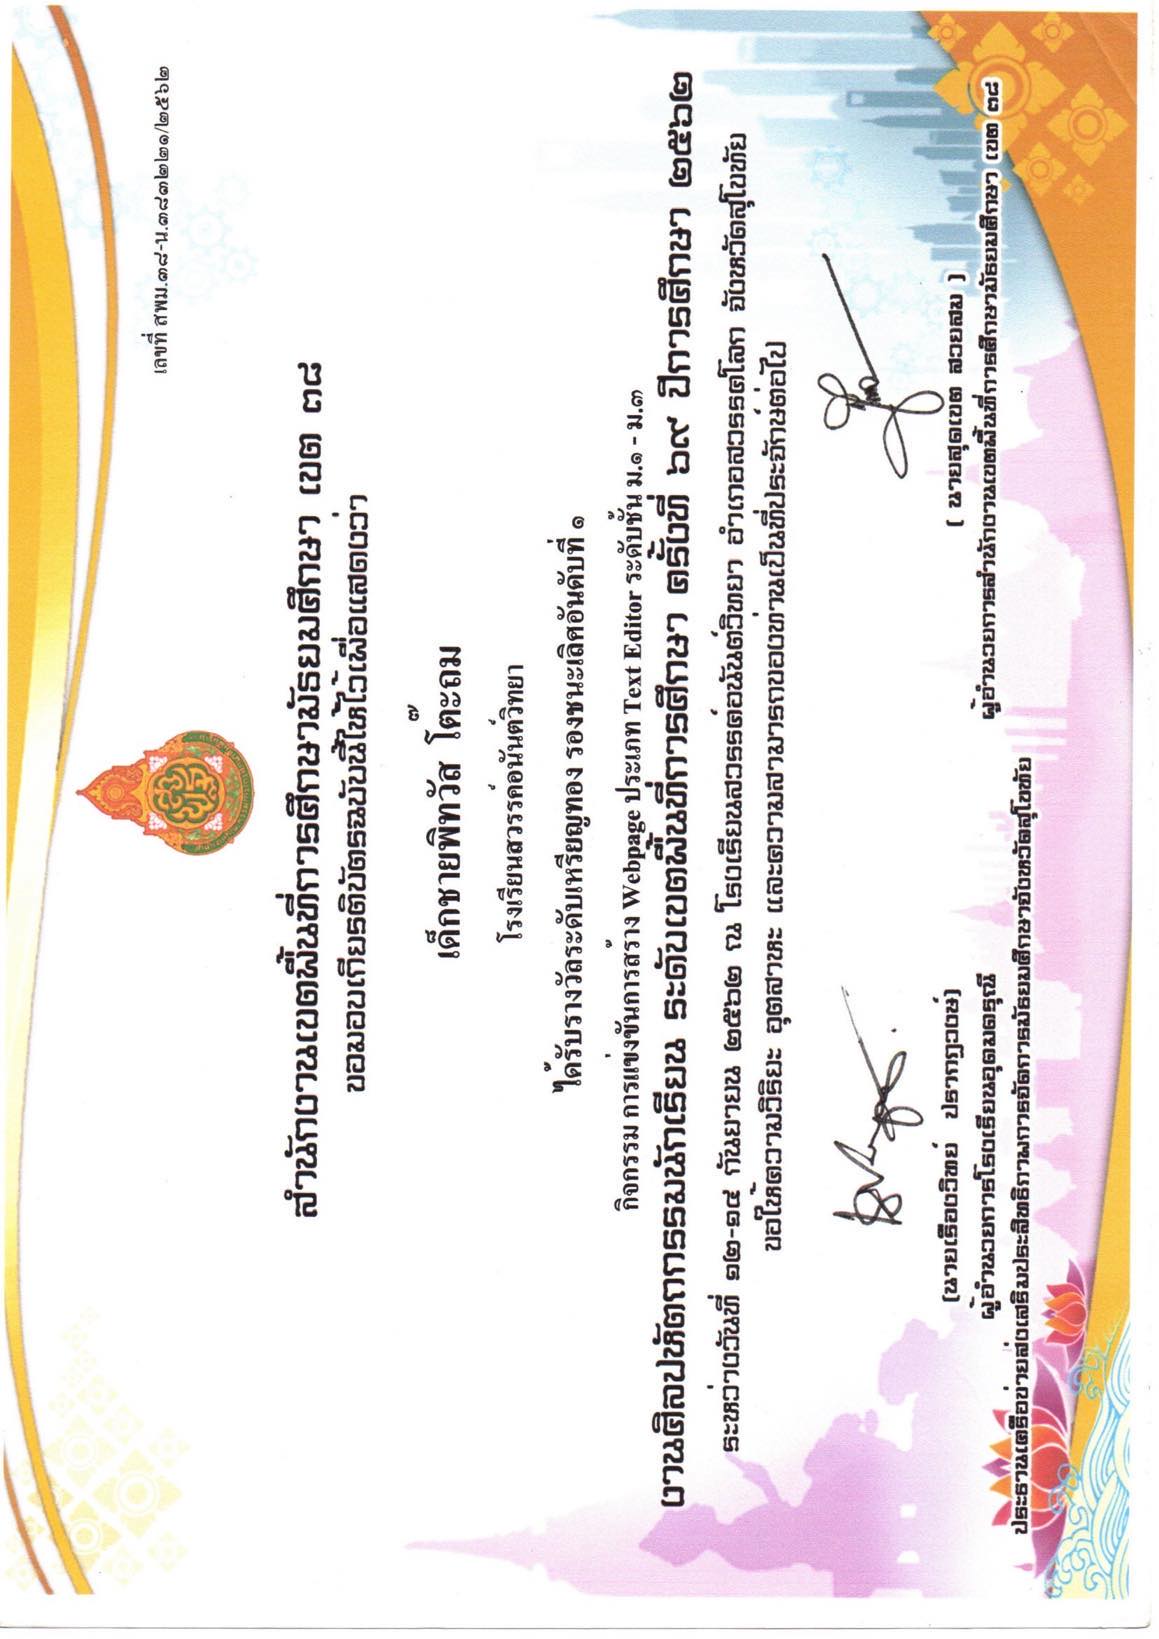 เลขที่ สพม.๓๘-น.๓๘๓๒๒๑/๒๕๖๒
สำนักงานเขตพื้นที่การศึกษามัธยมศึกษา เขต ๓๘
ขอมอบเกียรติบัตรฉบับนี้ให้ไว้เพื่อแสดงว่า
เด็กชายพิทวัส โต๊ะถม
โรงเรียนสวรรค์อนันต์วิทยา
ได้รับรางวัลระดับเหรียญทอง รองชนะเลิศอันดับที่ ๑
กิจกรรม การแข่งขันการสร้าง Webpage ประเภท Text Editor ระดับชั้น ม.๑ - ม.๓
งานศิลปหัตถกรรมนักเรียน ระดับเขตพื้นที่การศึกษา ครั้งที่ ๖๙ ปีการศึกษา ๒๕๖๒
ระหว่างวันที่ ๑๒-๑๔ กันยายน ๒๕๖๒ ณ โรงเรียนสวรรค์อนันต์วิทยา อำเภอสวรรคโลก จังหวัดสุโขทัย
ขอให้ความวิริยะ อุตสาหะ และความสามารถของท่านเป็นที่ประจักษ์ต่อไป
(นายเรืองวิทย์ ปรากฏวงษ์)
ผู้อำนวยการโรงเรียนอุดมดรุณี
ประธานเครือข่ายส่งเสริมประสิทธิภาพการจัดการมัธยมศึกษาจังหวัดสุโขทัย
( นายสุดเขต สวยสม )
ผู้อำนวยการสำนักงานเขตพื้นที่การศึกษามัธยมศึกษา เขต ๓๘